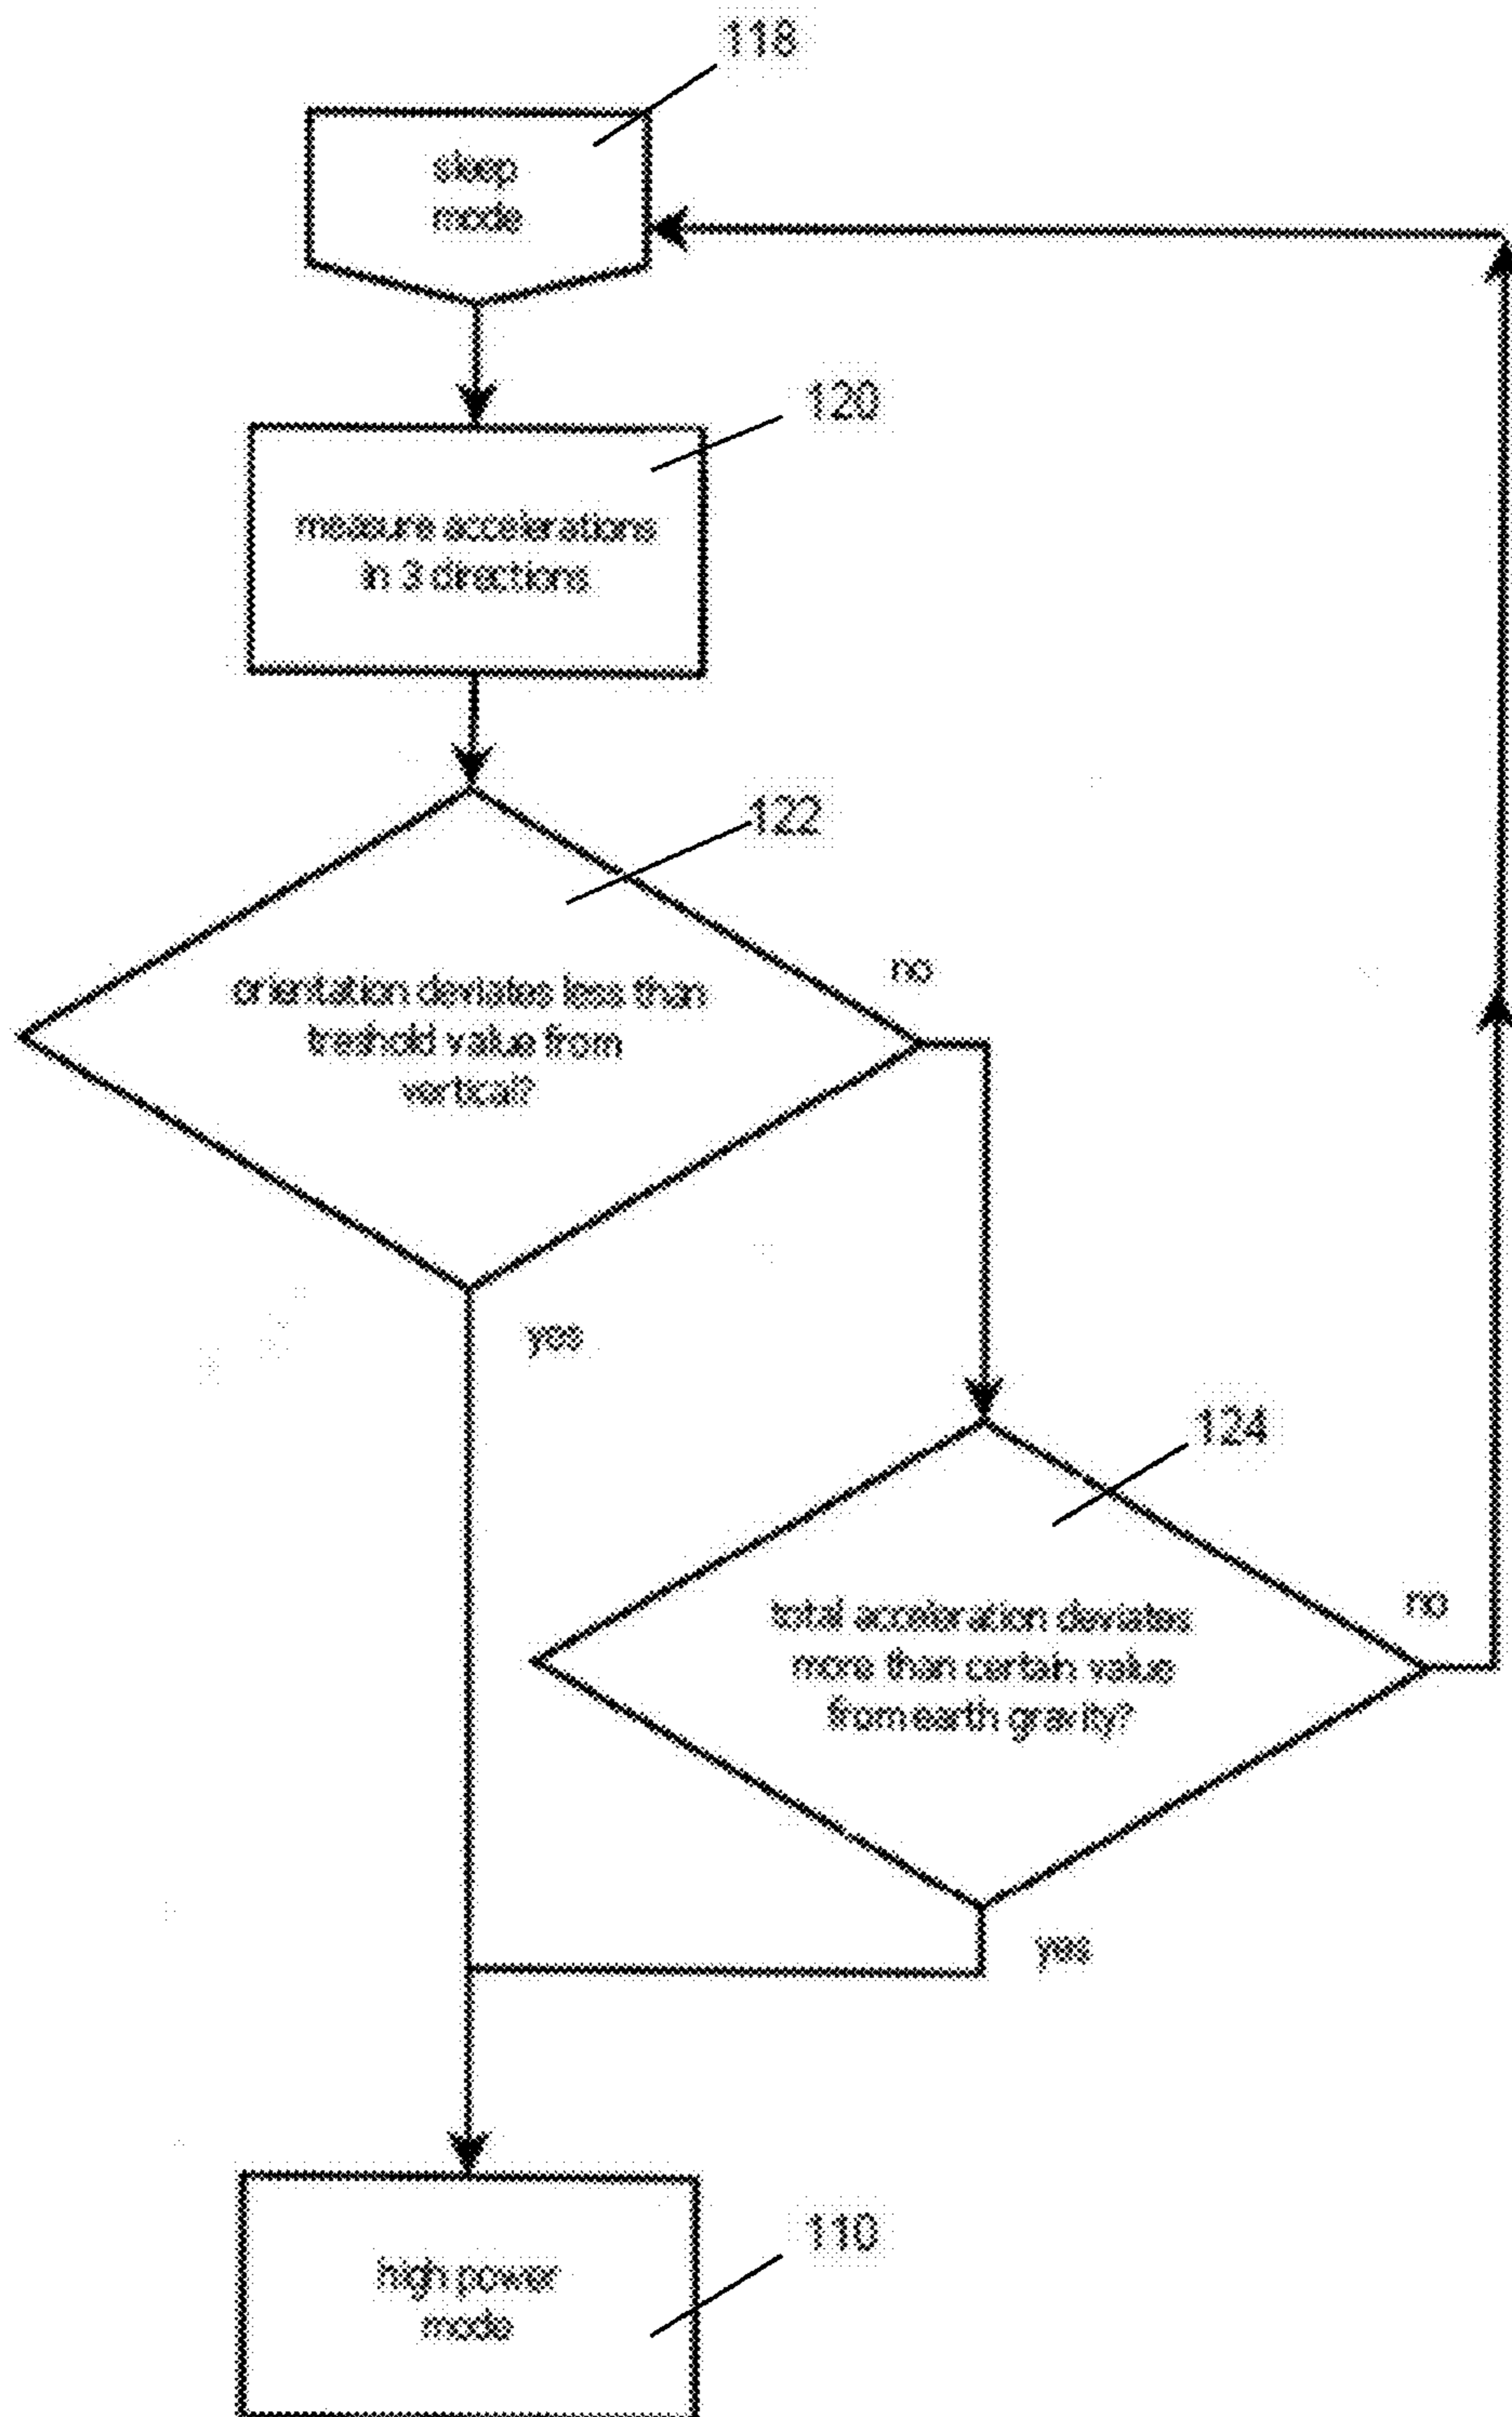 118
sleep
mode
120
measure accelerations
in 3 directions
122
orientation deviates less than
treshold value from
vertical?
no
yes
124
total acceleration deviates
more than certain value
from earth gravity?
no
yes
110
high power
mode